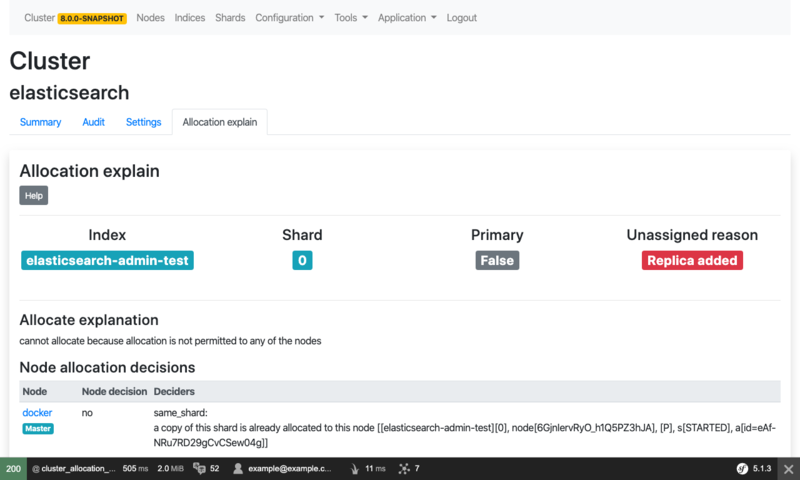 Cluster 8.0.0-SNAPSHOT Nodes Indices Shards Configuration Tools Application Logout
Cluster
elasticsearch
Summary Audit Settings Allocation explain
Allocation explain
Help
Index Shard Primary Unassigned reason
elasticsearch-admin-test 0 False Replica added
Allocate explanation
cannot allocate because allocation is not permitted to any of the nodes
Node allocation decisions
Node Node decision Deciders
docker no same_shard:
Master a copy of this shard is already allocated to this node [[elasticsearch-admin-test][0], node[6GjnlervRyO_h1Q5PZ3hJA], [P], s[STARTED], a[id=eAf-
NRu7RD29gCvCSew04g]]
200 @ cluster_allocation_... 505 ms 2.0 MiB 52 example@example.c... 11 ms 7 sf 5.1.3